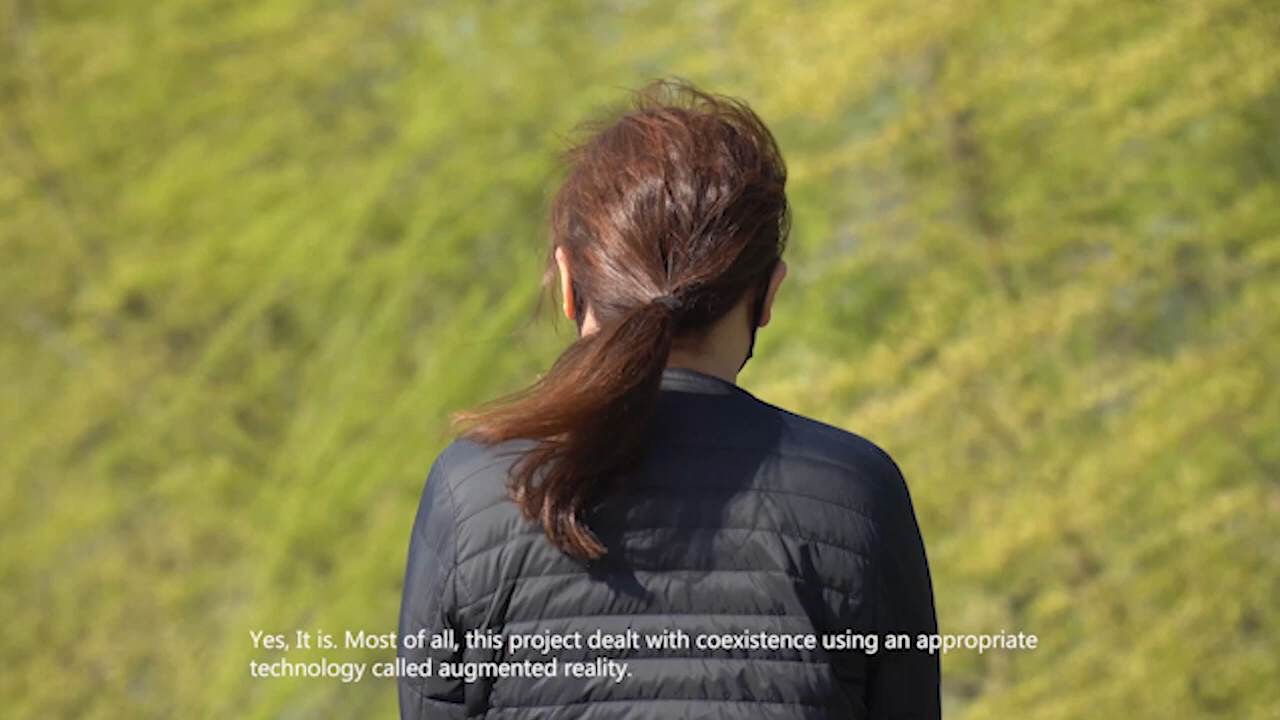 Yes, It is. Most of all, this project dealt with coexistence using an appropriate
technology called augmented reality.